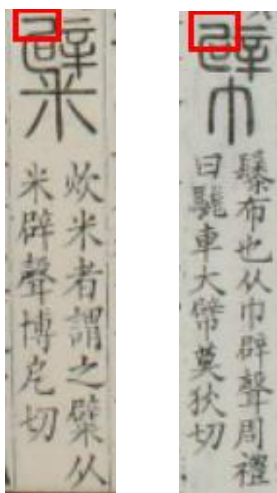 糪
炊米者謂之糪从
米辟聲博戹切
幦
䰍布也从巾辟聲周禮
曰駹車大幦莫狄切